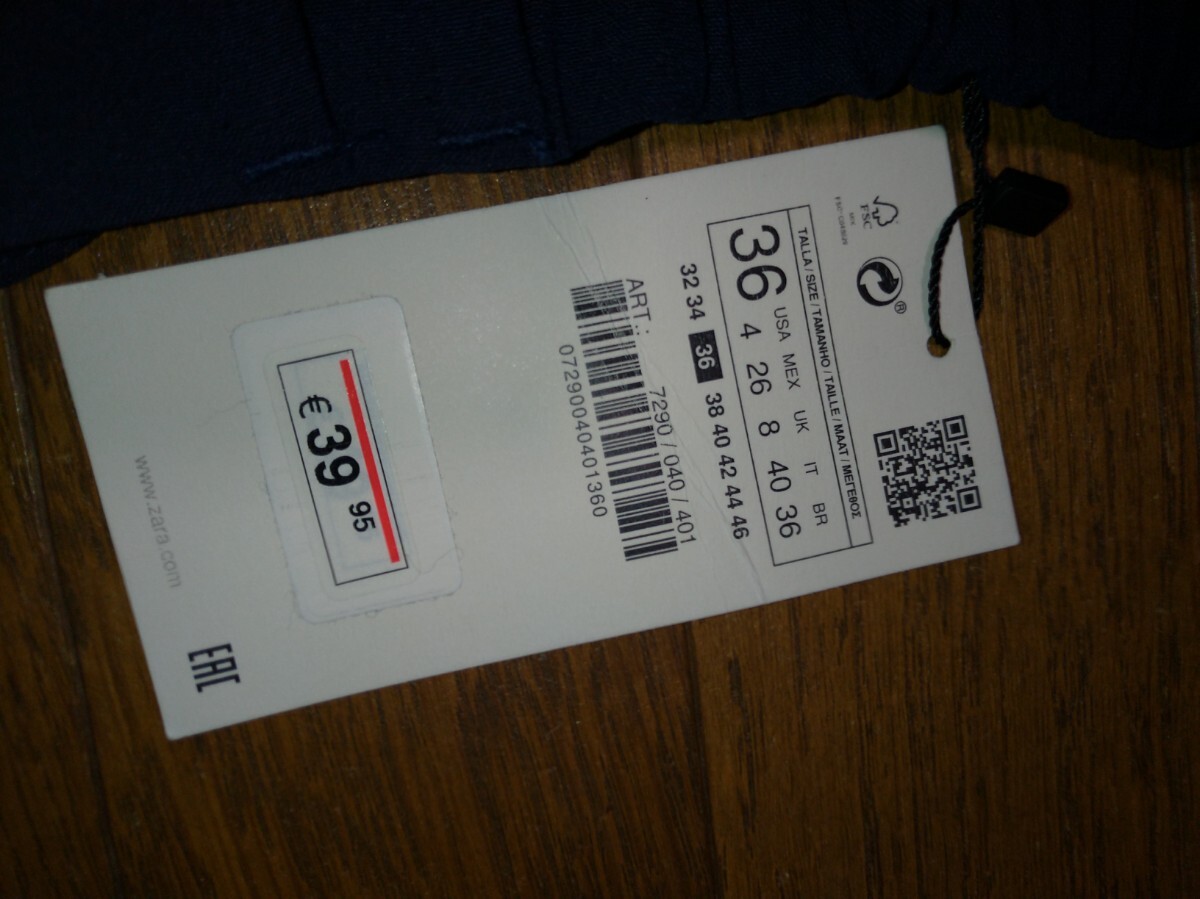 FSC
MIX
TALLA / SIZE / TAMANHO / TAILLE / MAAT / ΜΕΓΕΘΟΣ
USA MEX UK IT BR
36 4 26 8 40 36
32 34 36 38 40 42 44 46
ART.: 7290 / 040 / 401
07290040401360
€ 39 95
www.zara.com
EAC